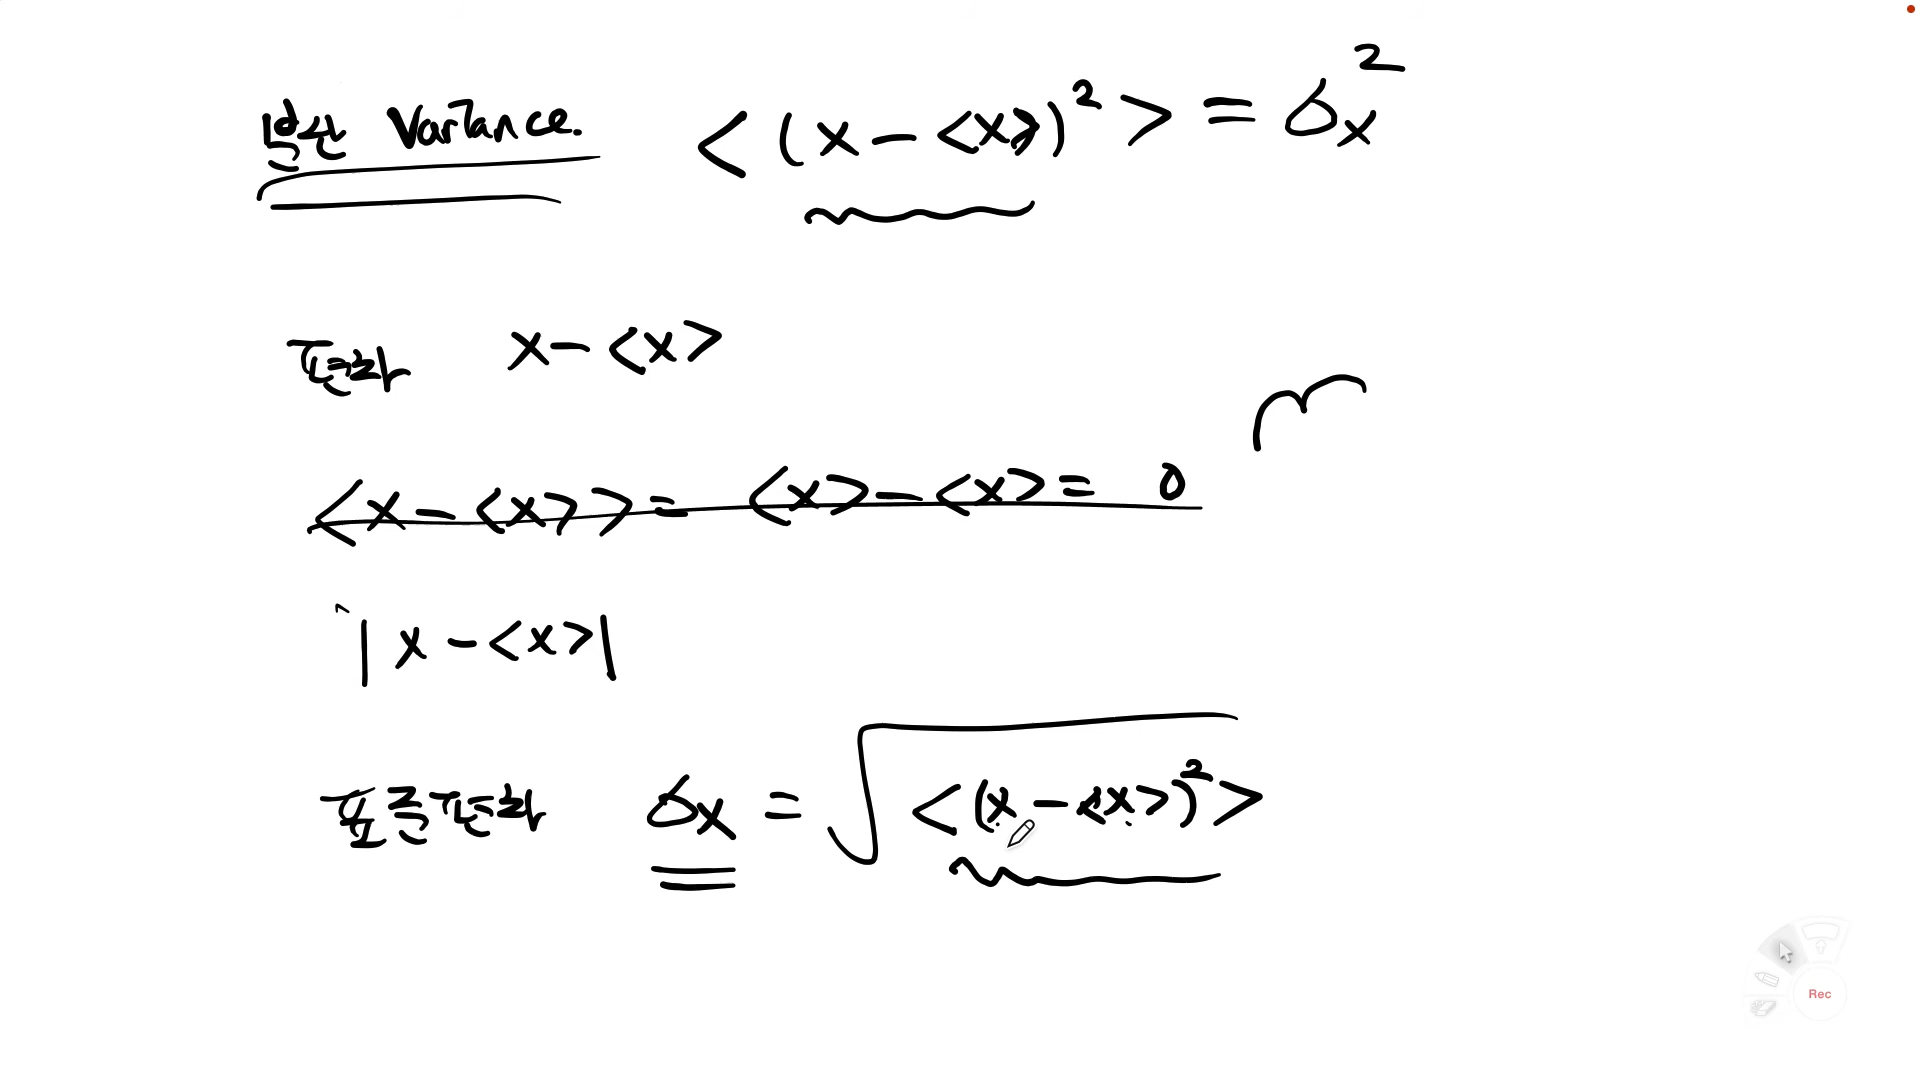 분산 Variance. <(x-<x>)²> = σₓ²
편차 x-<x>
<x-<x>> = <x>-<x> = 0
|x-<x>|
표준편차 σₓ = √<(x-<x>)²>
Rec